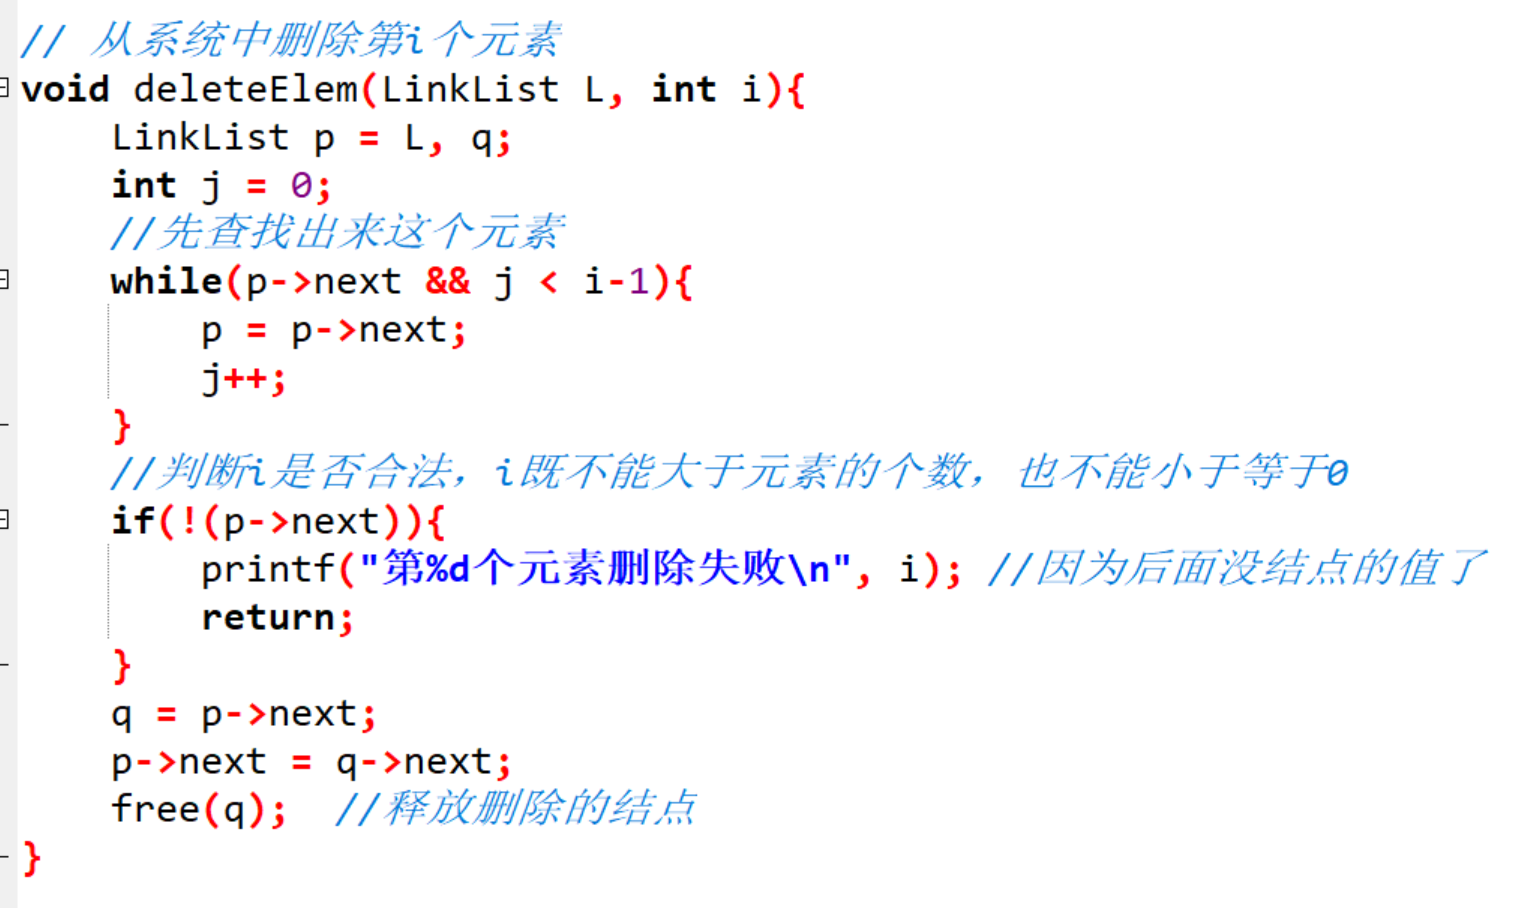 // 从系统中删除第i个元素
void deleteElem(LinkList L, int i){
    LinkList p = L, q;
    int j = 0;
    //先查找出来这个元素
    while(p->next && j < i-1){
        p = p->next;
        j++;
    }
    //判断i是否合法，i既不能大于元素的个数，也不能小于等于0
    if(!(p->next)){
        printf("第%d个元素删除失败\n", i); //因为后面没结点的值了
        return;
    }
    q = p->next;
    p->next = q->next;
    free(q);  //释放删除的结点
}